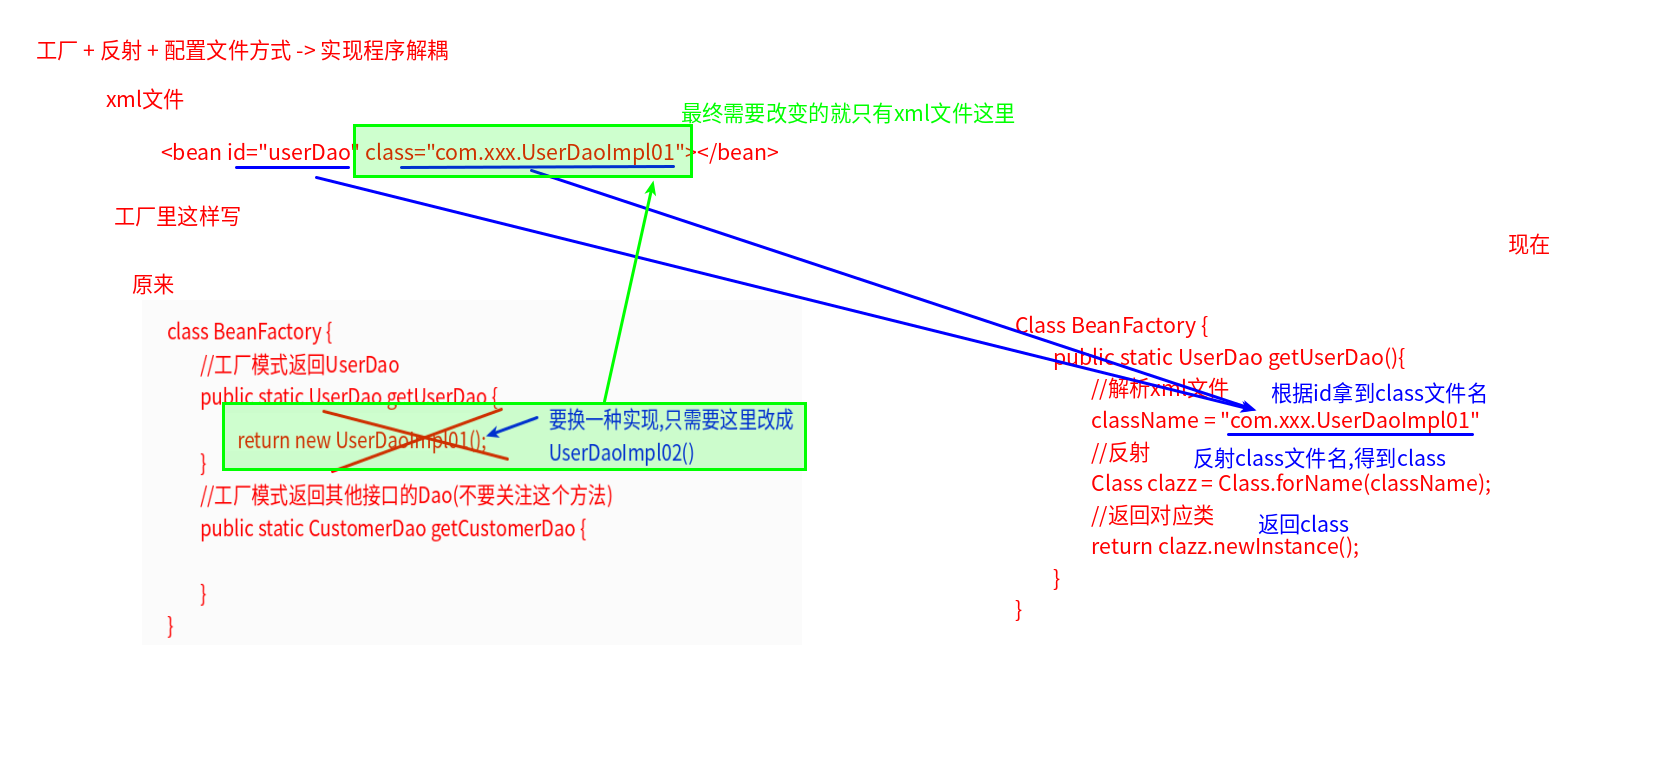 工厂 + 反射 + 配置文件方式 -> 实现程序解耦
xml文件
最终需要改变的就只有xml文件这里
<bean id="userDao" class="com.xxx.UserDaoImpl01"></bean>
工厂里这样写
现在
原来
class BeanFactory {
//工厂模式返回UserDao
public static UserDao getUserDao {
return new UserDaoImpl01();
要换一种实现,只需要这里改成
UserDaoImpl02()
}
//工厂模式返回其他接口的Dao(不要关注这个方法)
public static CustomerDao getCustomerDao {
}
}
Class BeanFactory {
public static UserDao getUserDao(){
//解析xml文件
根据id拿到class文件名
className = "com.xxx.UserDaoImpl01"
//反射
反射class文件名,得到class
Class clazz = Class.forName(className);
//返回对应类
返回class
return clazz.newInstance();
}
}